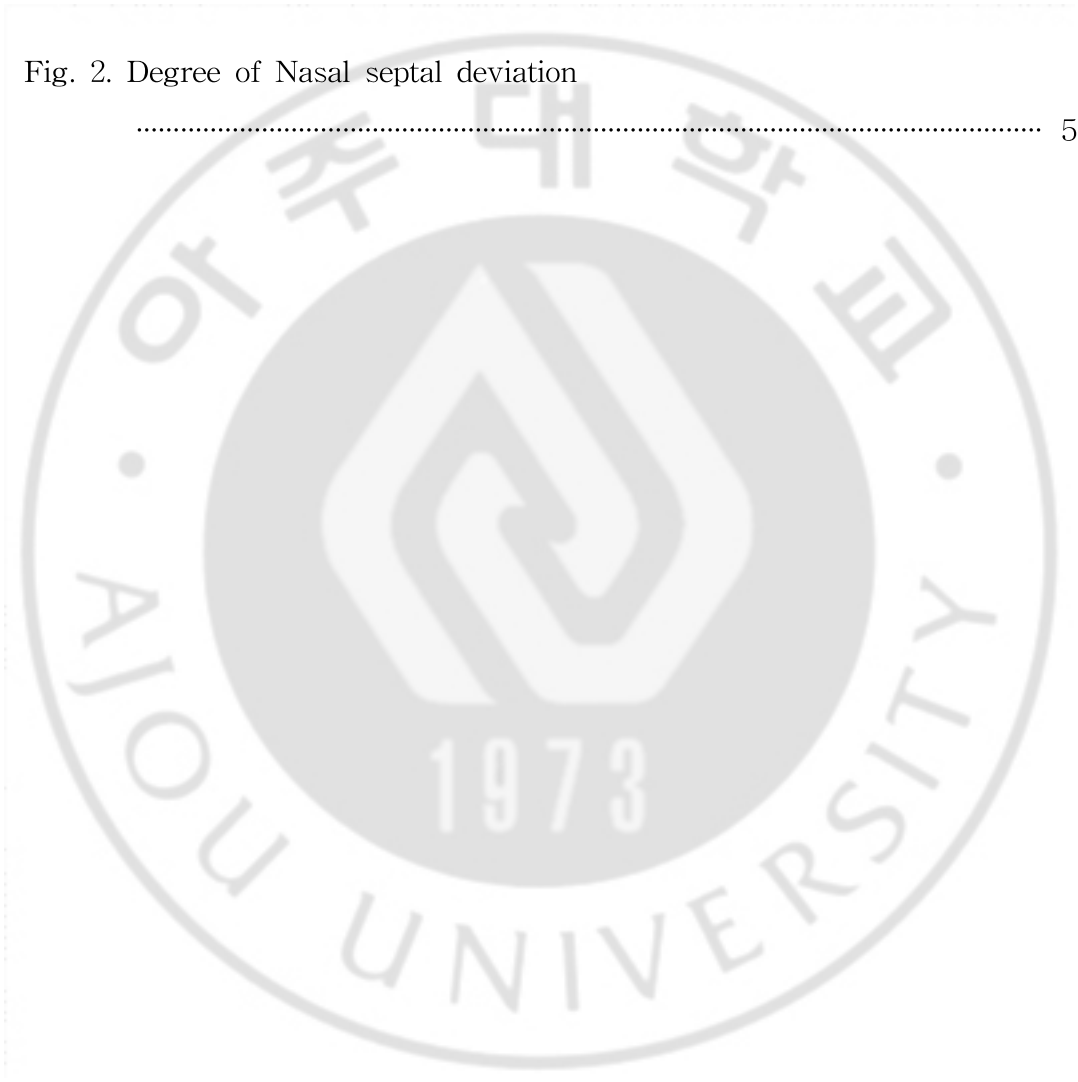 Fig. 2. Degree of Nasal septal deviation
........................................................................................................................ 5
아주대학교
1973
AJOU UNIVERSITY